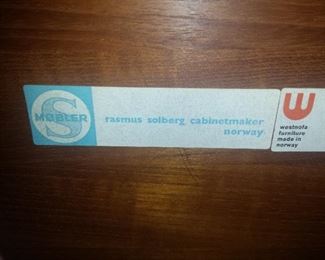 S
MØBLER
rasmus solberg cabinetmaker
norway
W
westnofa
furniture
made in
norway